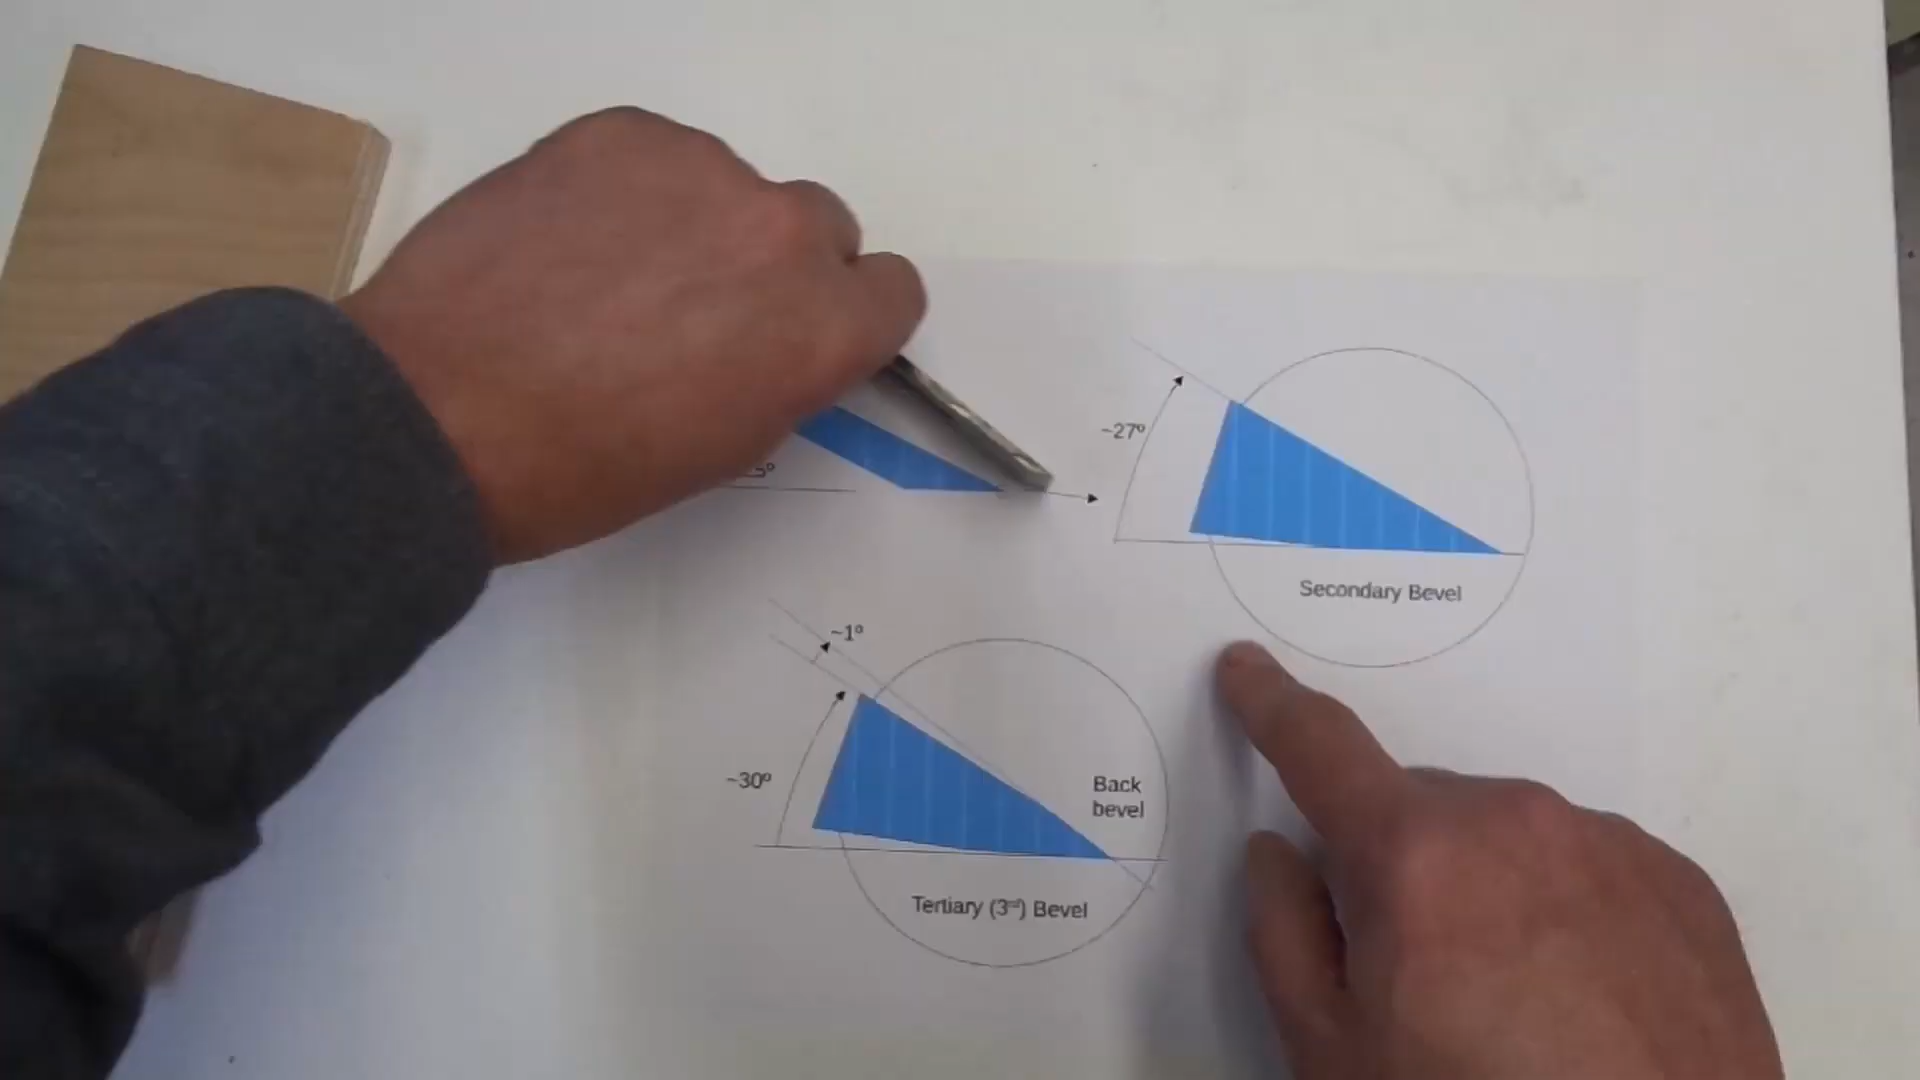 ~27º
Secondary Bevel
~1º
~30º
Back
bevel
Tertiary (3rd) Bevel